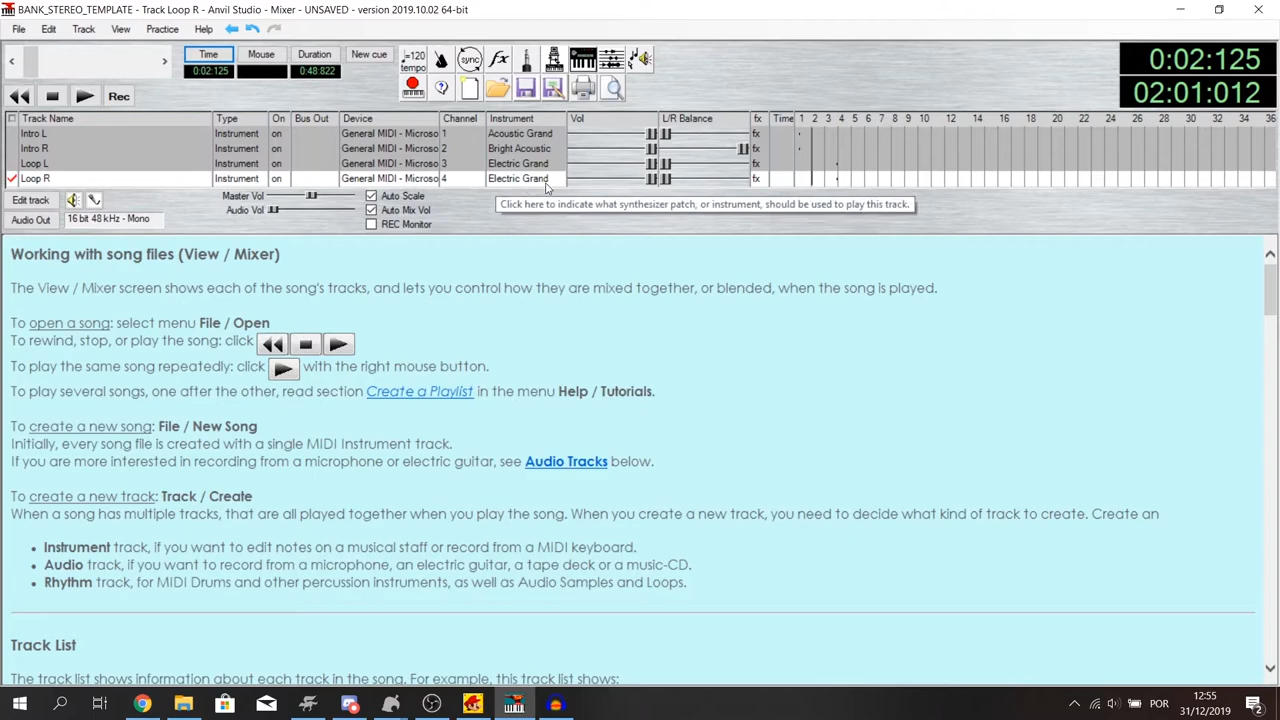 BANK_STEREO_TEMPLATE - Track Loop R - Anvil Studio - Mixer - UNSAVED - version 2019.10.02 64-bit
File Edit Track View Practice Help
Time Mouse Duration New cue
0:02:125 0:48:822
=120 tempo sync fx
0:02:125
02:01:012
Rec
Track Name Type On Bus Out Device Channel Instrument Vol L/R Balance fx Time 1 2 3 4 5 6 7 8 9 10 12 14 16 18 20 22 24 26 28 30 32 34 36
Intro L Instrument on General MIDI - Microso 1 Acoustic Grand fx
Intro R Instrument on General MIDI - Microso 2 Bright Acoustic fx
Loop L Instrument on General MIDI - Microso 3 Electric Grand fx
Loop R Instrument on General MIDI - Microso 4 Electric Grand fx
Edit track Master Vol Auto Scale
Click here to indicate what synthesizer patch, or instrument, should be used to play this track.
Audio Out 16 bit 48 kHz - Mono Audio Vol Auto Mix Vol
REC Monitor
Working with song files (View / Mixer)
The View / Mixer screen shows each of the song's tracks, and lets you control how they are mixed together, or blended, when the song is played.
To open a song: select menu File / Open
To rewind, stop, or play the song: click
To play the same song repeatedly: click with the right mouse button.
To play several songs, one after the other, read section Create a Playlist in the menu Help / Tutorials.
To create a new song: File / New Song
Initially, every song file is created with a single MIDI Instrument track.
If you are more interested in recording from a microphone or electric guitar, see Audio Tracks below.
To create a new track: Track / Create
When a song has multiple tracks, that are all played together when you play the song. When you create a new track, you need to decide what kind of track to create. Create an
• Instrument track, if you want to edit notes on a musical staff or record from a MIDI keyboard.
• Audio track, if you want to record from a microphone, an electric guitar, a tape deck or a music-CD.
• Rhythm track, for MIDI Drums and other percussion instruments, as well as Audio Samples and Loops.
Track List
The track list shows information about each track in the song. For example, this track list shows:
POR
12:55
31/12/2019
2